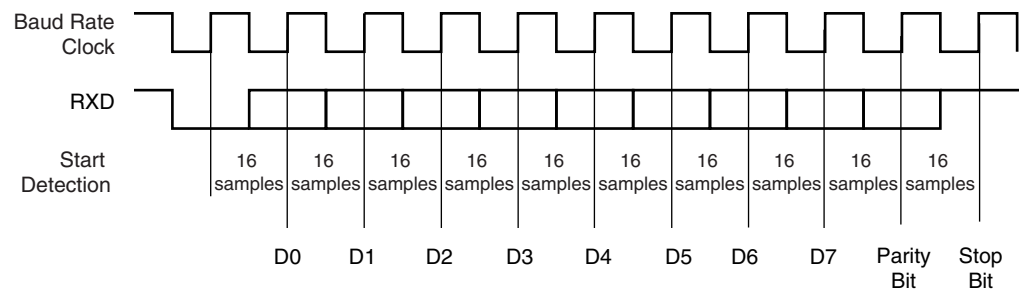 Baud Rate
Clock
RXD
Start
Detection
16 16 16 16 16 16 16 16 16 16
samples samples samples samples samples samples samples samples samples samples
D0 D1 D2 D3 D4 D5 D6 D7 Parity Stop
Bit Bit